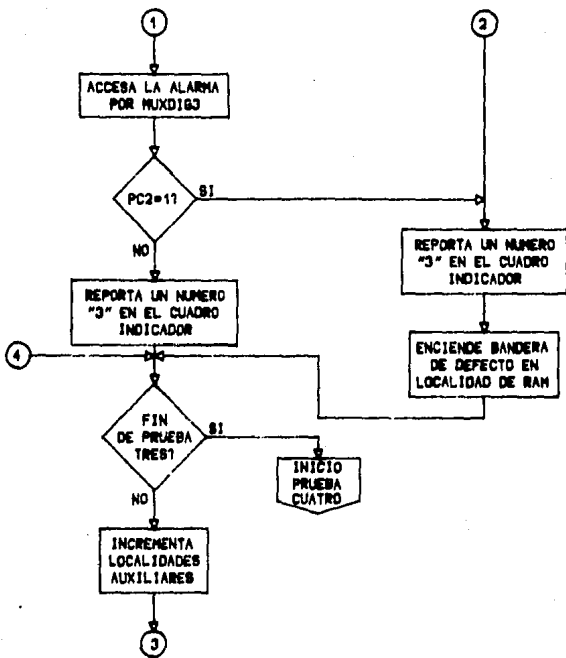 1
2
ACCESA LA ALARMA
POR MUXDIG3
PC2=1?
SI
NO
REPORTA UN NUMERO
"3" EN EL CUADRO
INDICADOR
REPORTA UN NUMERO
"3" EN EL CUADRO
INDICADOR
4
ENCIENDE BANDERA
DE DEFECTO EN
LOCALIDAD DE RAM
FIN
DE PRUEBA
TRES?
SI
NO
INICIO
PRUEBA
CUATRO
INCREMENTA
LOCALIDADES
AUXILIARES
3